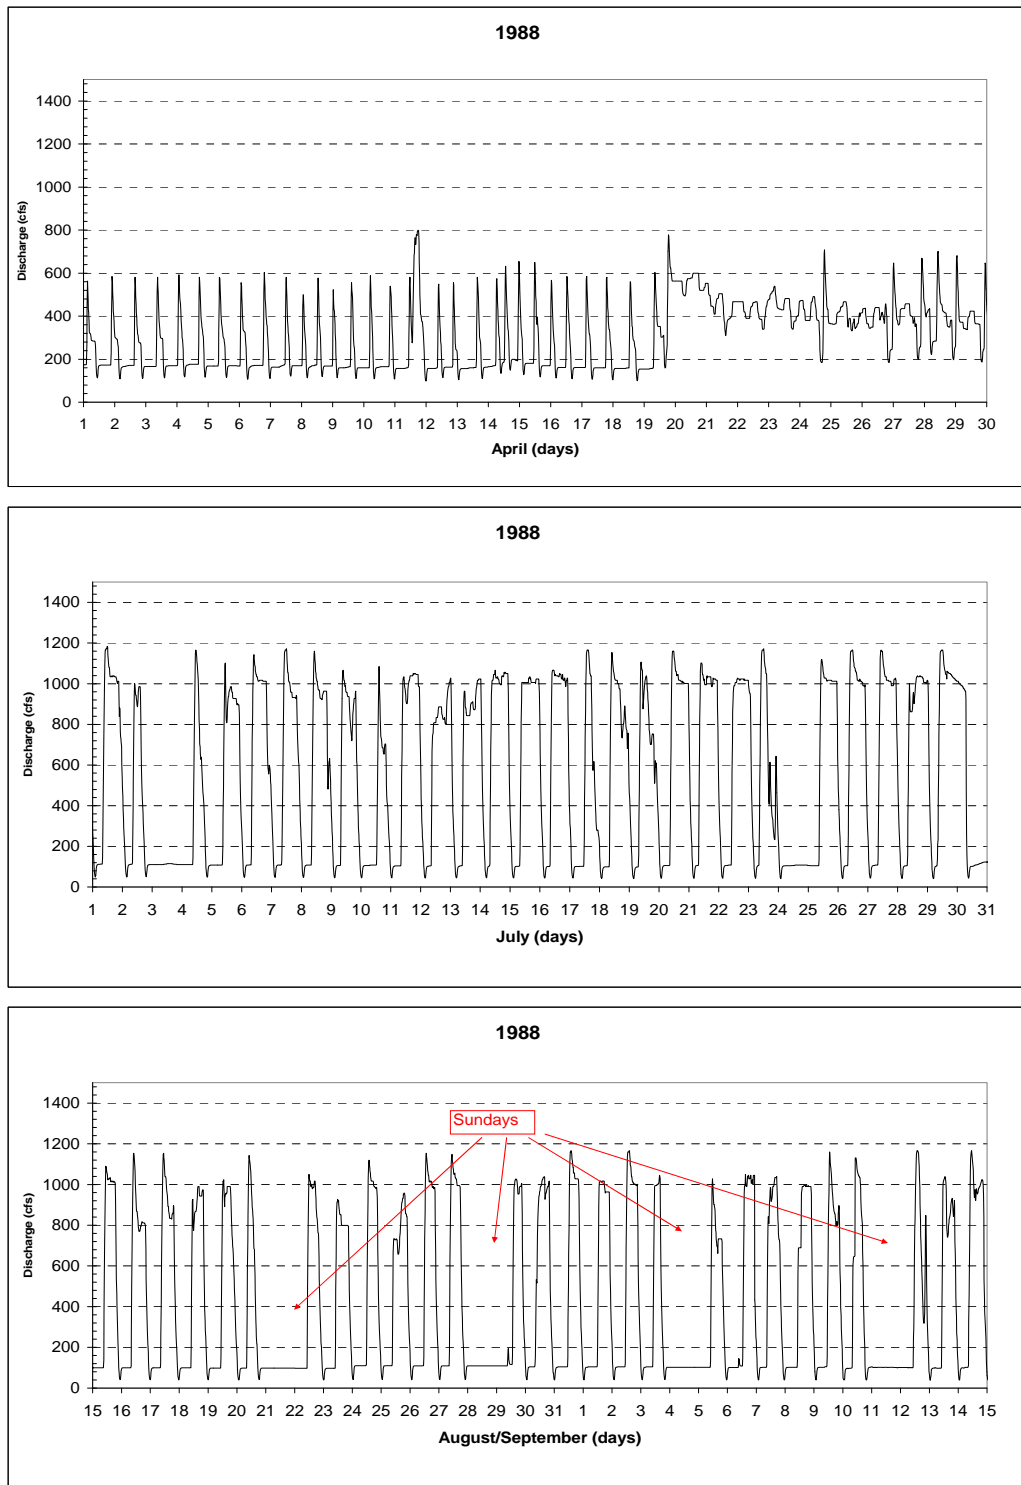 1988
1400
1200
1000
800
600
400
200
0
Discharge (cfs)
1 2 3 4 5 6 7 8 9 10 11 12 13 14 15 16 17 18 19 20 21 22 23 24 25 26 27 28 29 30
April (days)
1988
1400
1200
1000
800
600
400
200
0
Discharge (cfs)
1 2 3 4 5 6 7 8 9 10 11 12 13 14 15 16 17 18 19 20 21 22 23 24 25 26 27 28 29 30 31
July (days)
1988
Sundays
1400
1200
1000
800
600
400
200
0
Discharge (cfs)
15 16 17 18 19 20 21 22 23 24 25 26 27 28 29 30 31 1 2 3 4 5 6 7 8 9 10 11 12 13 14 15
August/September (days)